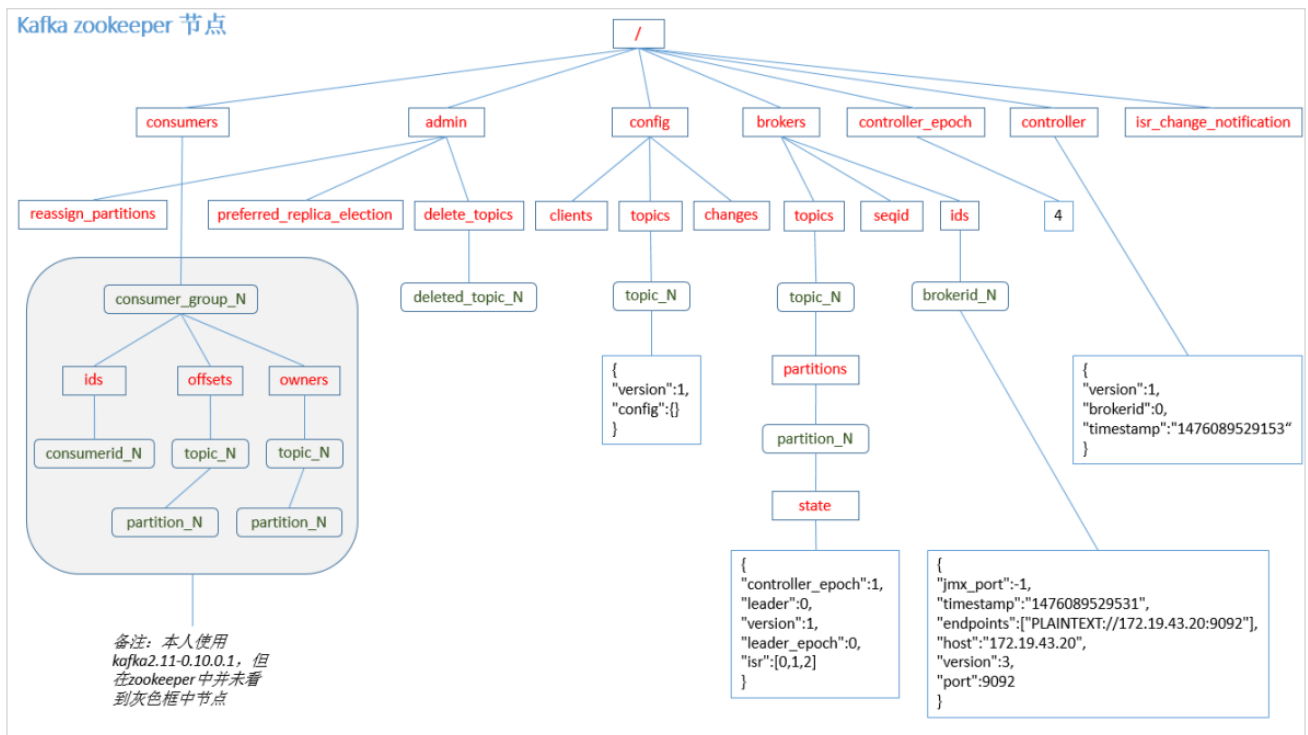 Kafka zookeeper 节点
/
consumers
admin
config
brokers
controller_epoch
controller
isr_change_notification
reassign_partitions
preferred_replica_election
delete_topics
clients
topics
changes
topics
seqid
ids
4
consumer_group_N
deleted_topic_N
topic_N
topic_N
brokerid_N
ids
offsets
owners
{
"version":1,
"config":{}
}
partitions
{
"version":1,
"brokerid":0,
"timestamp":"1476089529153“
}
consumerid_N
topic_N
topic_N
partition_N
partition_N
partition_N
state
{
"controller_epoch":1,
"leader":0,
"version":1,
"leader_epoch":0,
"isr":[0,1,2]
}
{
"jmx_port":-1,
"timestamp":"1476089529531",
"endpoints":["PLAINTEXT://172.19.43.20:9092"],
"host":"172.19.43.20",
"version":3,
"port":9092
}
备注：本人使用
kafka2.11-0.10.0.1，但
在zookeeper中并未看
到灰色框中节点